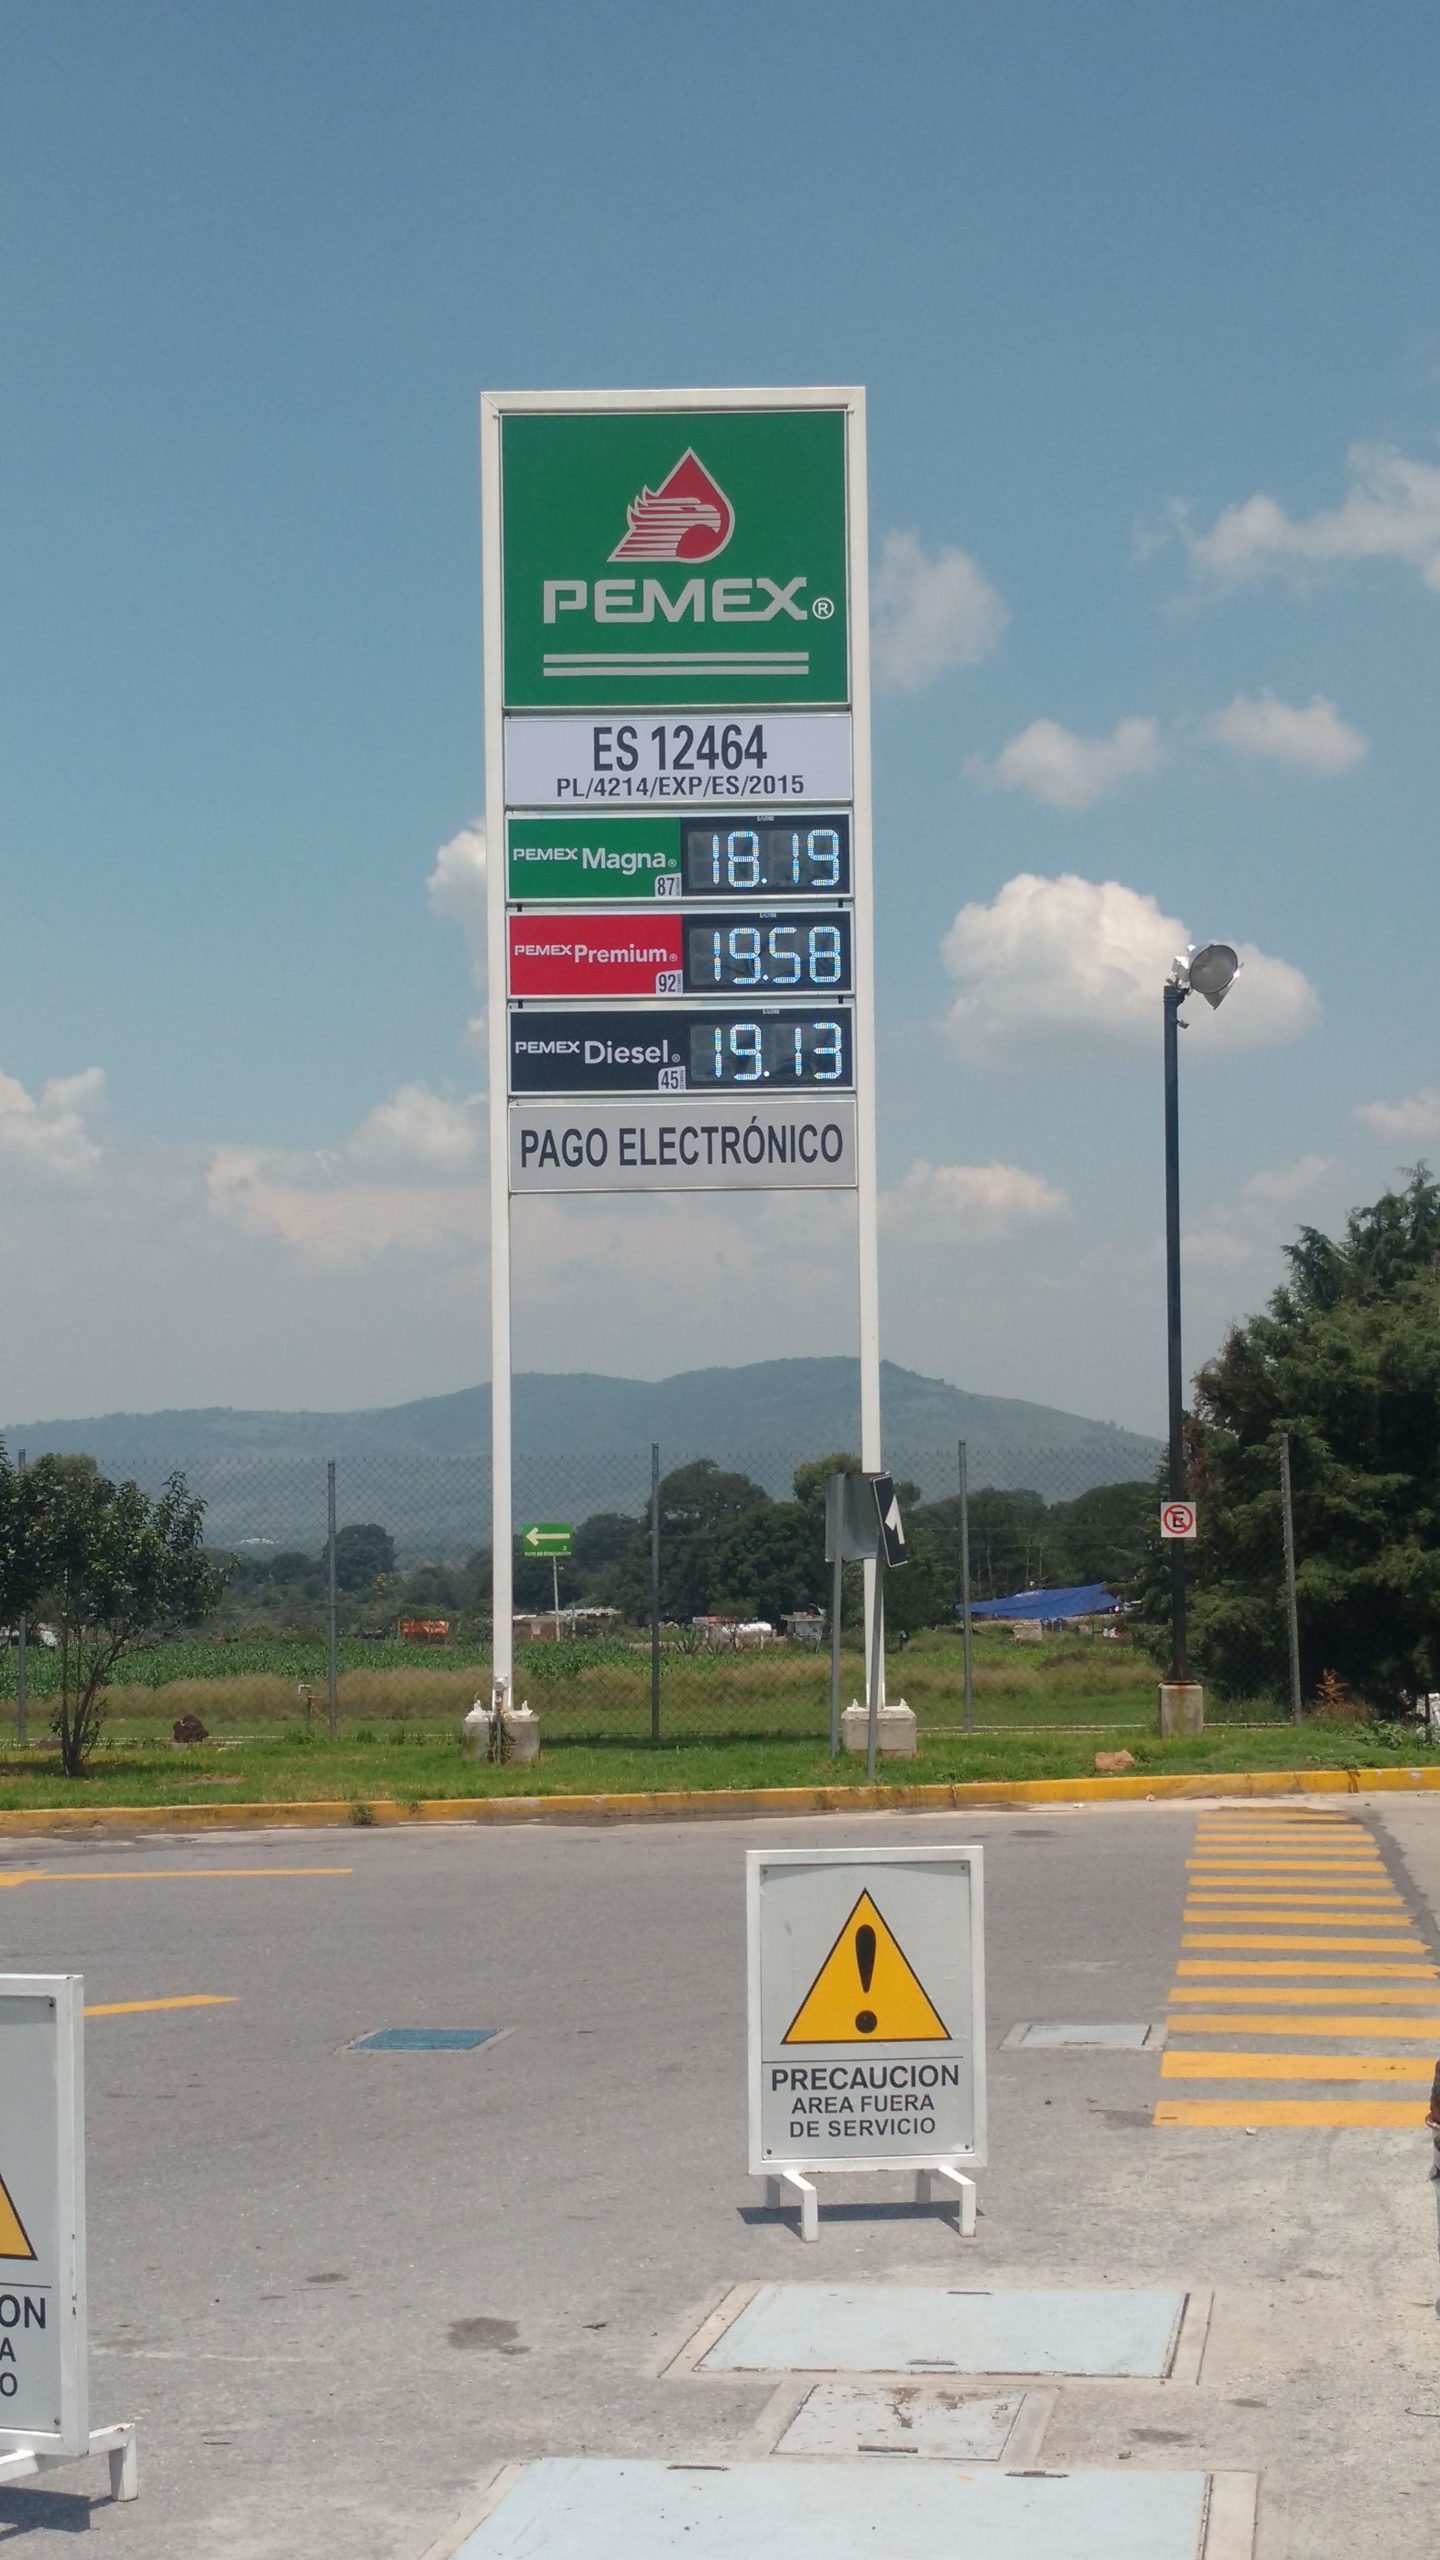 PEMEX®
ES 12464
PL/4214/EXP/ES/2015
PEMEX Magna® 87 18.19
PEMEX Premium® 92 19.58
PEMEX Diesel® 45 19.13
PAGO ELECTRÓNICO
E
PRECAUCION
AREA FUERA
DE SERVICIO
ON
A
O